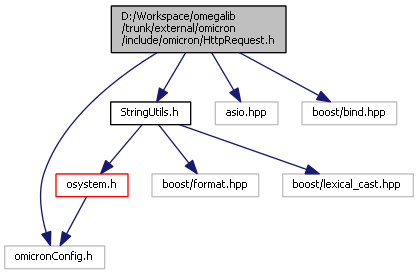 D:/Workspace/omegalib
/trunk/external/omicron
/include/omicron/HttpRequest.h
StringUtils.h
asio.hpp
boost/bind.hpp
osystem.h
boost/format.hpp
boost/lexical_cast.hpp
omicronConfig.h